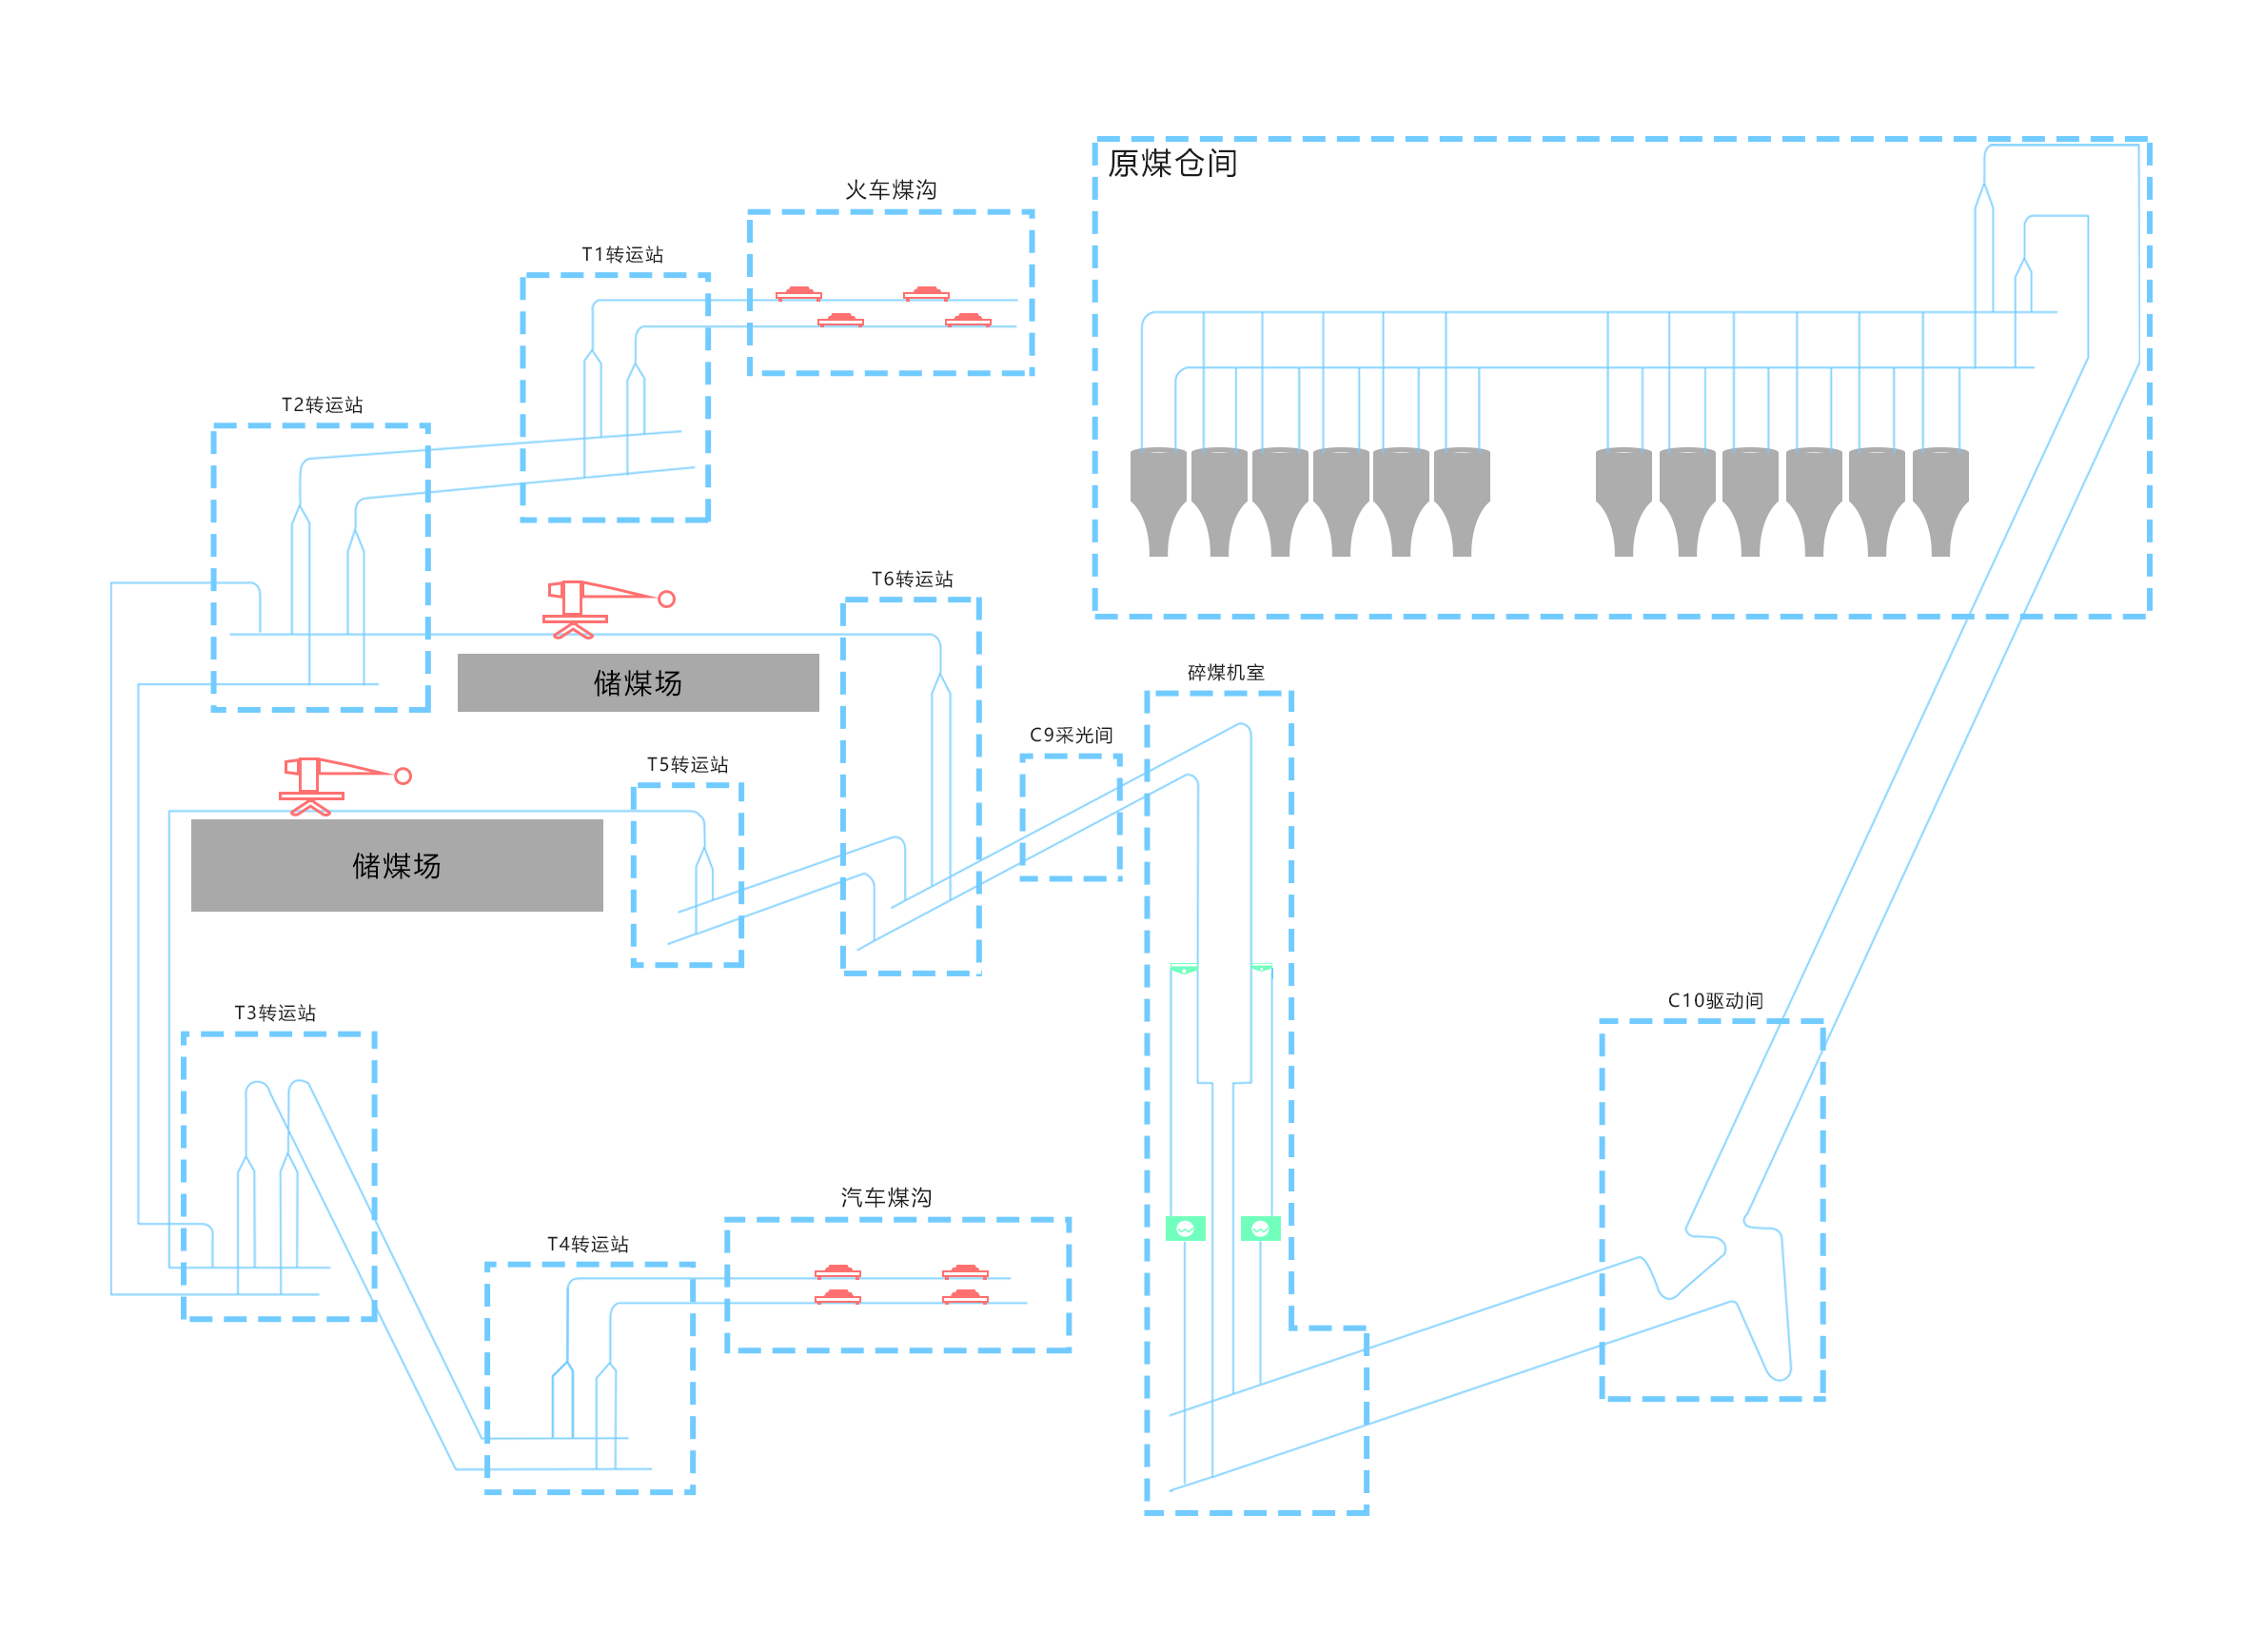 原煤仓间
火车煤沟
T1转运站
T2转运站
T6转运站
储煤场
碎煤机室
C9采光间
T5转运站
储煤场
C10驱动间
T3转运站
汽车煤沟
T4转运站